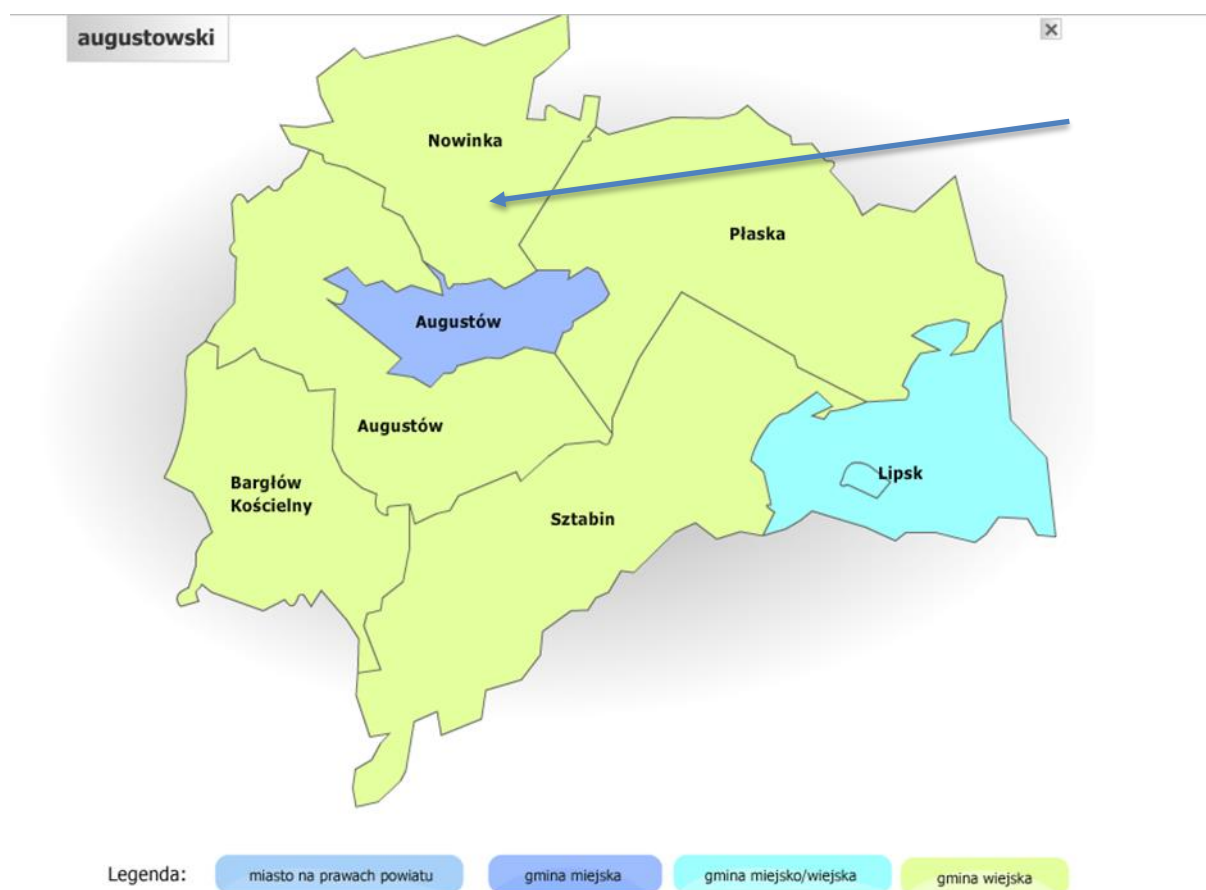 augustowski
Nowinka
Płaska
Augustów
Augustów
Lipsk
Bargłów
Kościelny
Sztabin
Legenda:
miasto na prawach powiatu
gmina miejska
gmina miejsko/wiejska
gmina wiejska